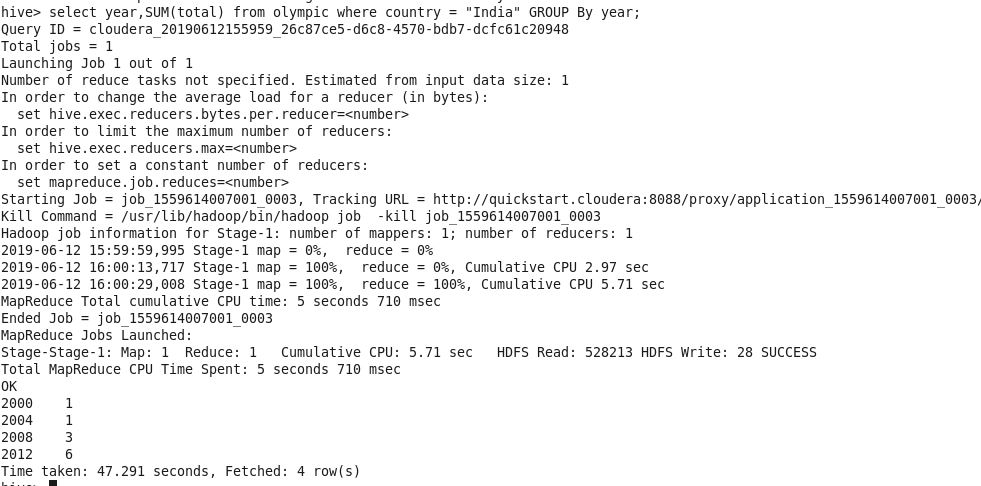 hive> select year,SUM(total) from olympic where country = "India" GROUP By year;
Query ID = cloudera_20190612155959_26c87ce5-d6c8-4570-bdb7-dcfc61c20948
Total jobs = 1
Launching Job 1 out of 1
Number of reduce tasks not specified. Estimated from input data size: 1
In order to change the average load for a reducer (in bytes):
  set hive.exec.reducers.bytes.per.reducer=<number>
In order to limit the maximum number of reducers:
  set hive.exec.reducers.max=<number>
In order to set a constant number of reducers:
  set mapreduce.job.reduces=<number>
Starting Job = job_1559614007001_0003, Tracking URL = http://quickstart.cloudera:8088/proxy/application_1559614007001_0003/
Kill Command = /usr/lib/hadoop/bin/hadoop job  -kill job_1559614007001_0003
Hadoop job information for Stage-1: number of mappers: 1; number of reducers: 1
2019-06-12 15:59:59,995 Stage-1 map = 0%,  reduce = 0%
2019-06-12 16:00:13,717 Stage-1 map = 100%,  reduce = 0%, Cumulative CPU 2.97 sec
2019-06-12 16:00:29,008 Stage-1 map = 100%,  reduce = 100%, Cumulative CPU 5.71 sec
MapReduce Total cumulative CPU time: 5 seconds 710 msec
Ended Job = job_1559614007001_0003
MapReduce Jobs Launched:
Stage-Stage-1: Map: 1  Reduce: 1   Cumulative CPU: 5.71 sec   HDFS Read: 528213 HDFS Write: 28 SUCCESS
Total MapReduce CPU Time Spent: 5 seconds 710 msec
OK
2000    1
2004    1
2008    3
2012    6
Time taken: 47.291 seconds, Fetched: 4 row(s)
hive>